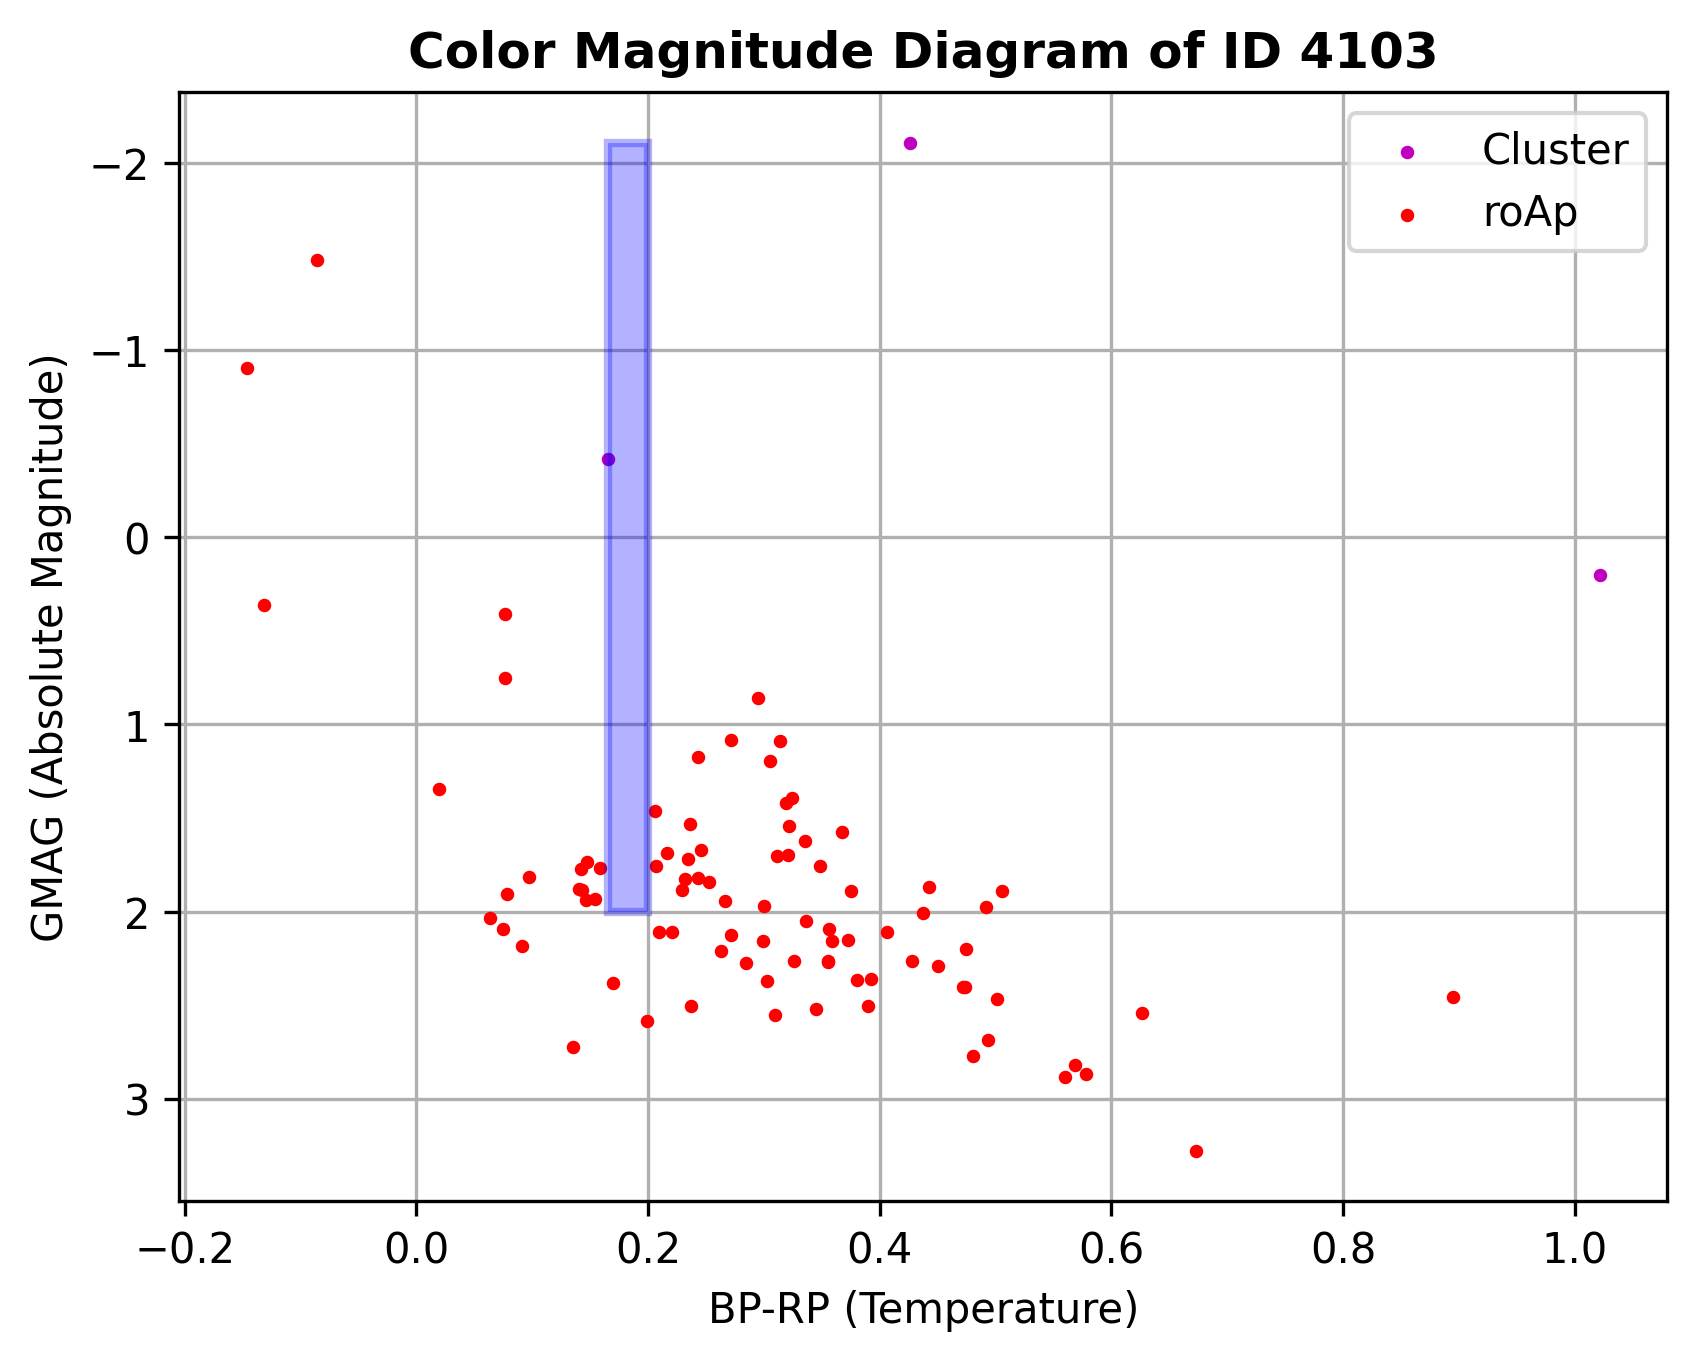 Color Magnitude Diagram of ID 4103
Cluster
roAp
GMAG (Absolute Magnitude)
−2
−1
0
1
2
3
−0.2 0.0 0.2 0.4 0.6 0.8 1.0
BP-RP (Temperature)